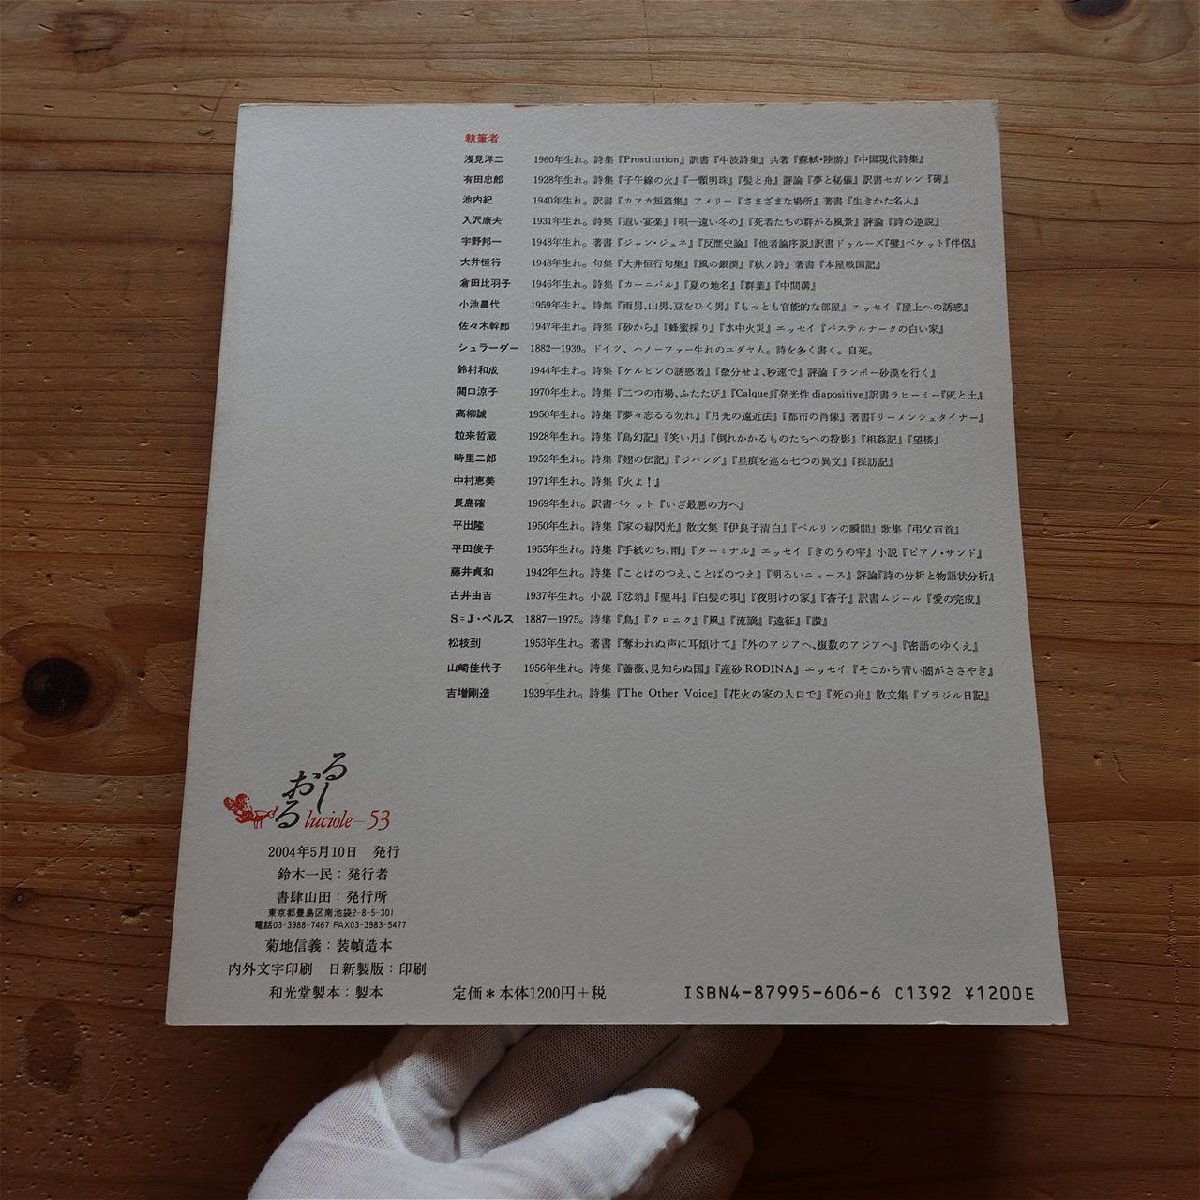 執筆者
浅見洋二 1960年生れ。詩集『Prostitution』訳書『牛波詩集』共著『蘇軾・陸游』『中国現代詩集』
有田忠郎 1928年生れ。詩集『子午線の火』『一顆明珠』『髪と舟』評論『夢と秘儀』訳書セガレン『碑』
池内紀 1940年生れ。訳書『カフカ短篇集』アメリー『さまざまな場所』著書『生きかた名人』
入沢康夫 1931年生れ。詩集『遐い宴楽』『唄―遠い冬の』『死者たちの群がる風景』評論『詩の逆説』
宇野邦一 1948年生れ。著書『ジャン・ジュネ』『反歴史論』『他者論序説』訳書ドゥルーズ『襞』ベケット『伴侶』
大井恒行 1948年生れ。句集『大井恒行句集』『風の銀漢』『秋ノ詩』著書『本屋戦国記』
倉田比羽子 1946年生れ。詩集『カーニバル』『夏の地名』『群葉』『中間溝』
小池昌代 1959年生れ。詩集『雨男、山男、豆をひく男』『もっとも官能的な部屋』エッセイ『屋上への誘惑』
佐々木幹郎 1947年生れ。詩集『砂から』『蜂蜜採り』『水中火災』エッセイ『パステルナークの白い家』
シュラーダー 1882―1939。ドイツ、ハノーファー生れのユダヤ人。詩を多く書く。自死。
鈴村和成 1944年生れ。詩集『ケルビンの誘惑者』『微分せよ、秒速で』評論『ランボー砂漠を行く』
関口涼子 1970年生れ。詩集『二つの市場、ふたたび』『Calque』『発光性diapositive』訳書ラヒーミー『灰と土』
高柳誠 1950年生れ。詩集『夢々忘るる勿れ』『月光の遠近法』『都市の肖像』著書『リーメンシュタイナー』
粒来哲蔵 1928年生れ。詩集『島幻記』『笑い月』『倒れかかるものたちへの投影』『相姦記』『望楼』
時里二郎 1952年生れ。詩集『翅の伝記』『ジパング』『星痕を巡る七つの異文』『採訪記』
中村恵美 1971年生れ。詩集『火よ！』
長島確 1969年生れ。訳書ベケット『いざ最悪の方へ』
平出隆 1950年生れ。詩集『家の緑閃光』散文集『伊良子清白』『ベルリンの瞬間』歌集『弔父百首』
平田俊子 1955年生れ。詩集『手紙のち、雨』『ターミナル』エッセイ『きのうの雫』小説『ピアノ・サンド』
藤井貞和 1942年生れ。詩集『ことばのつえ、ことばのつえ』『明るいニュース』評論『詩の分析と物語状分析』
古井由吉 1937年生れ。小説『忿翁』『聖耳』『白髪の唄』『夜明けの家』『杳子』訳書ムジール『愛の完成』
S＝J・ペルス 1887―1975。詩集『鳥』『クロニク』『風』『流謫』『遠征』『讃』
松枝到 1953年生れ。著書『奪われぬ声に耳傾けて』『外のアジアへ、複数のアジアへ』『密語のゆくえ』
山崎佳代子 1956年生れ。詩集『薔薇、見知らぬ国』『産砂RODINA』エッセイ『そこから青い闇がささやき』
吉増剛造 1939年生れ。詩集『The Other Voice』『花火の家の入口で』『死の舟』散文集『ブラジル日記』
るしおる
luciole―53
2004年5月10日 発行
鈴木一民：発行者
書肆山田：発行所
東京都豊島区南池袋2-8-5-301
電話03-3988-7467 FAX03-3983-5477
菊地信義：装幀造本
内外文字印刷 日新製版：印刷
和光堂製本：製本
定価＊本体1200円＋税
ISBN4-87995-606-6 C1392 ¥1200E